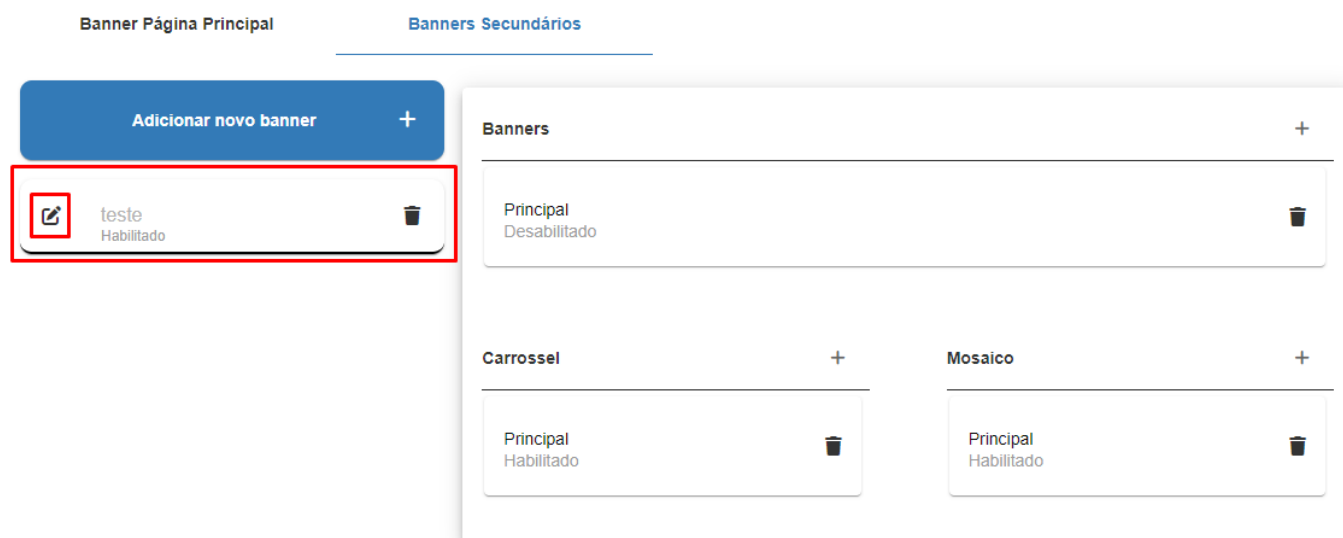 Banner Página Principal
Banners Secundários
Adicionar novo banner
teste
Habilitado
Banners
Principal
Desabilitado
Carrossel
Principal
Habilitado
Mosaico
Principal
Habilitado